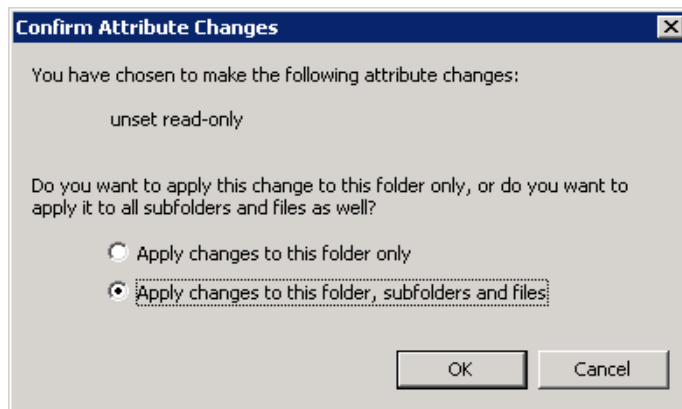 Confirm Attribute Changes
You have chosen to make the following attribute changes:
unset read-only
Do you want to apply this change to this folder only, or do you want to
apply it to all subfolders and files as well?
Apply changes to this folder only
Apply changes to this folder, subfolders and files
OK
Cancel